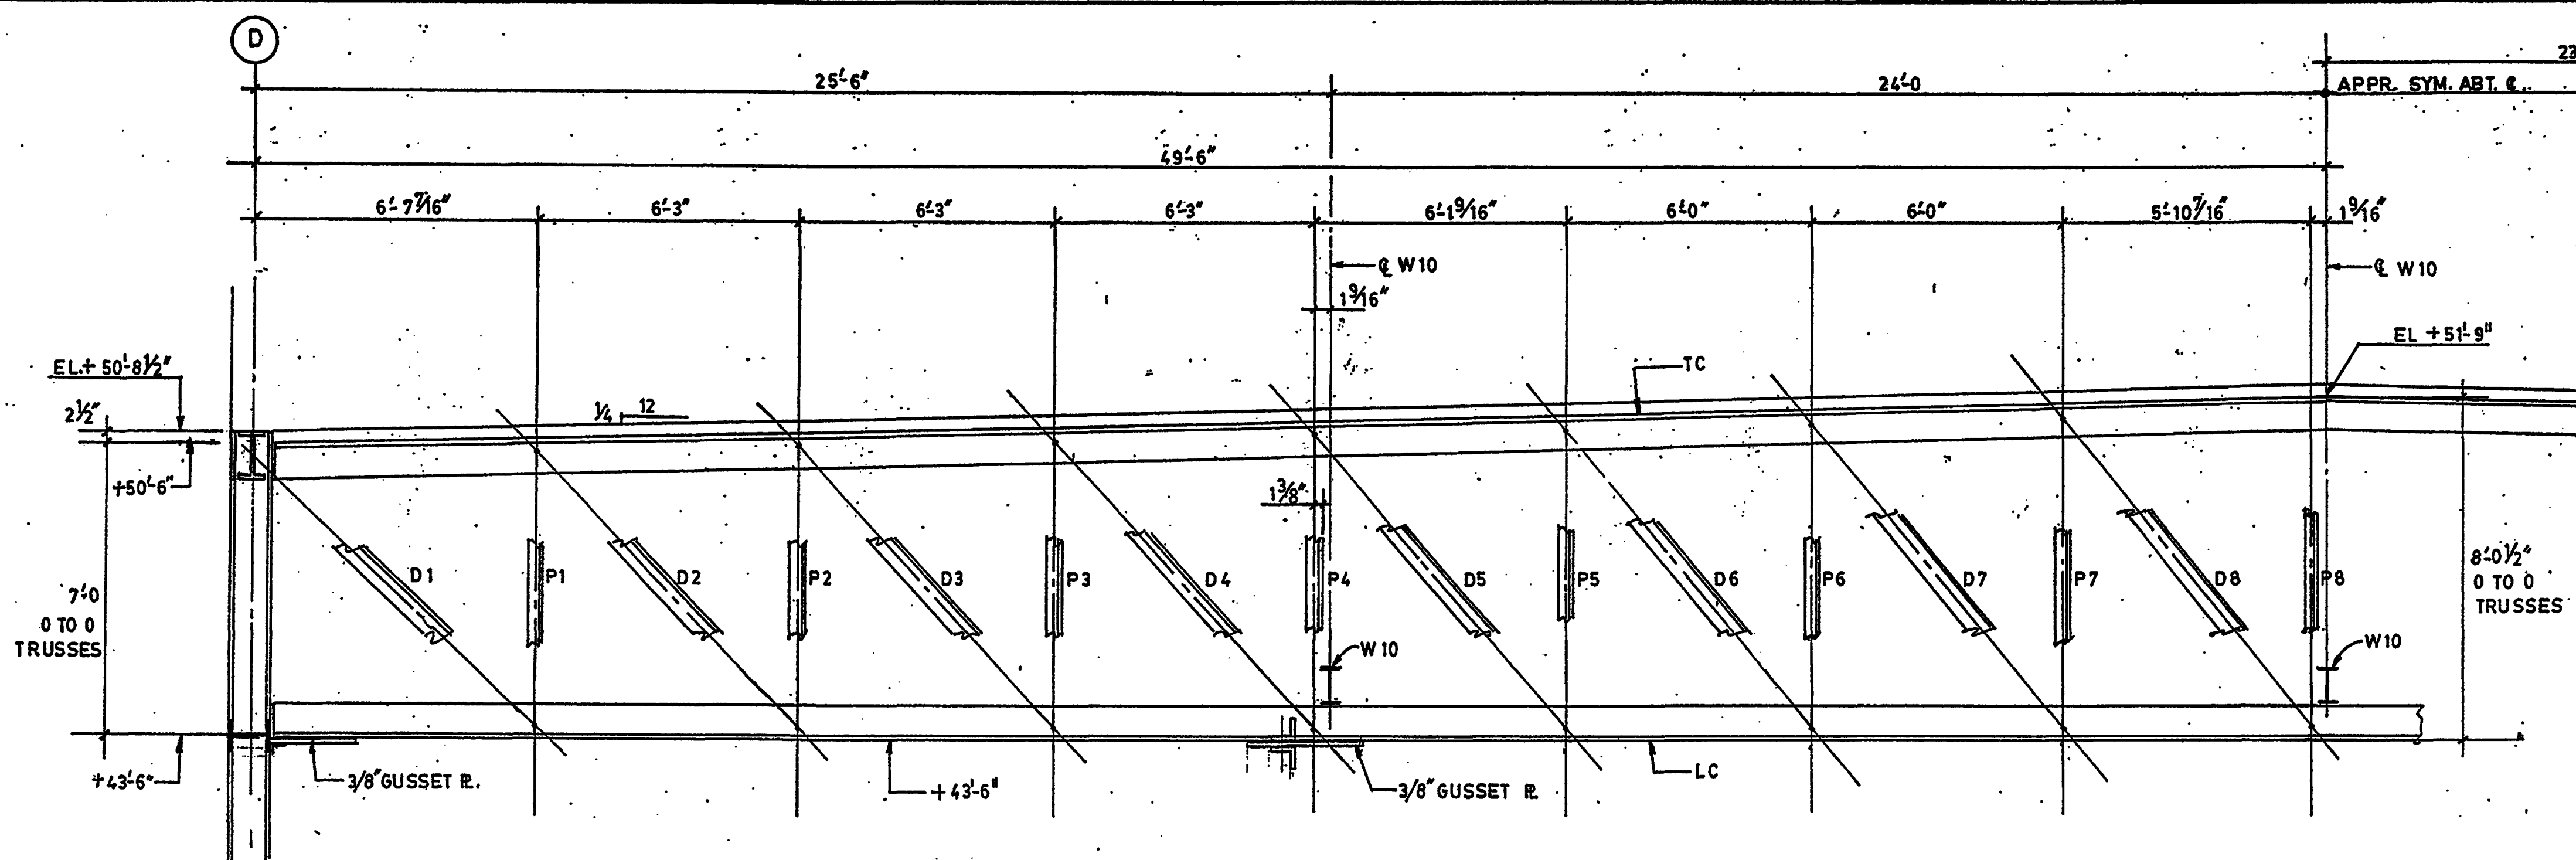 D
23
25'-6"
24'-0
APPR. SYM. ABT. ℄.
49'-6"
6'-7 7/16"
6'-3"
6'-3"
6'-3"
6'-1 9/16"
6'-0"
6'-0"
5'-10 7/16"
1 9/16"
℄ W10
℄ W10
1 9/16"
EL.+ 50'-8 1/2"
EL +51'-9"
TC
2 1/2"
1/4
12
+50'-6"
1 3/8"
D1
P1
D2
P2
D3
P3
D4
P4
D5
P5
D6
P6
D7
P7
D8
P8
7'-0
0 TO 0
TRUSSES
8'-0 1/2"
0 TO 0
TRUSSES
W10
W10
+43'-6"
3/8" GUSSET PL.
+43'-6"
3/8" GUSSET PL
LC